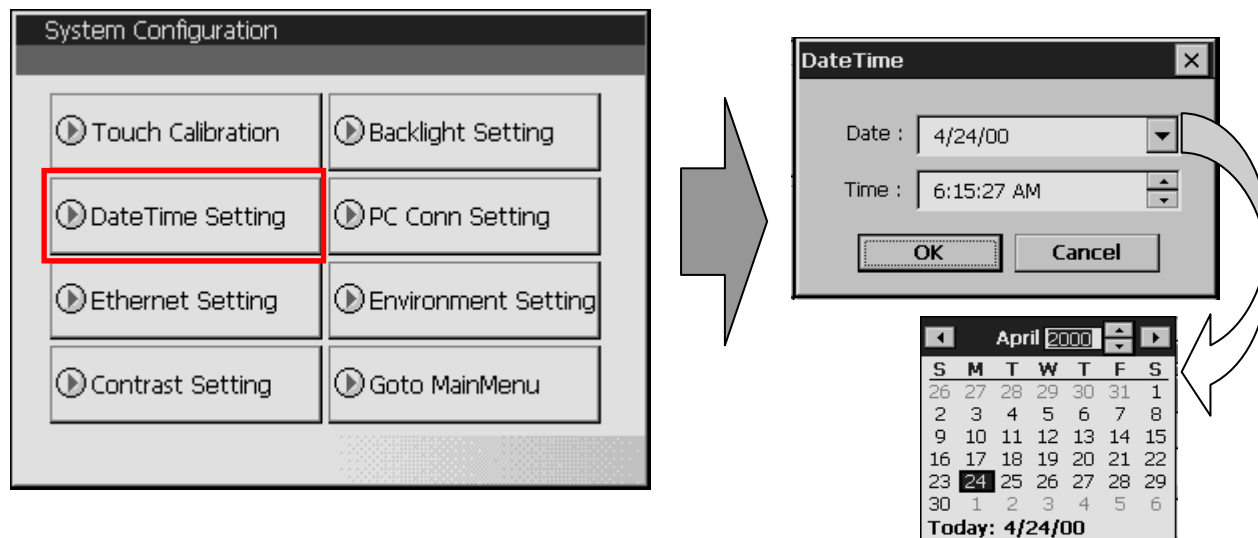 System Configuration
Touch Calibration
Backlight Setting
DateTime Setting
PC Conn Setting
Ethernet Setting
Environment Setting
Contrast Setting
Goto MainMenu
DateTime
Date : 4/24/00
Time : 6:15:27 AM
OK Cancel
April 2000
S M T W T F S
26 27 28 29 30 31 1
2 3 4 5 6 7 8
9 10 11 12 13 14 15
16 17 18 19 20 21 22
23 24 25 26 27 28 29
30 1 2 3 4 5 6
Today: 4/24/00